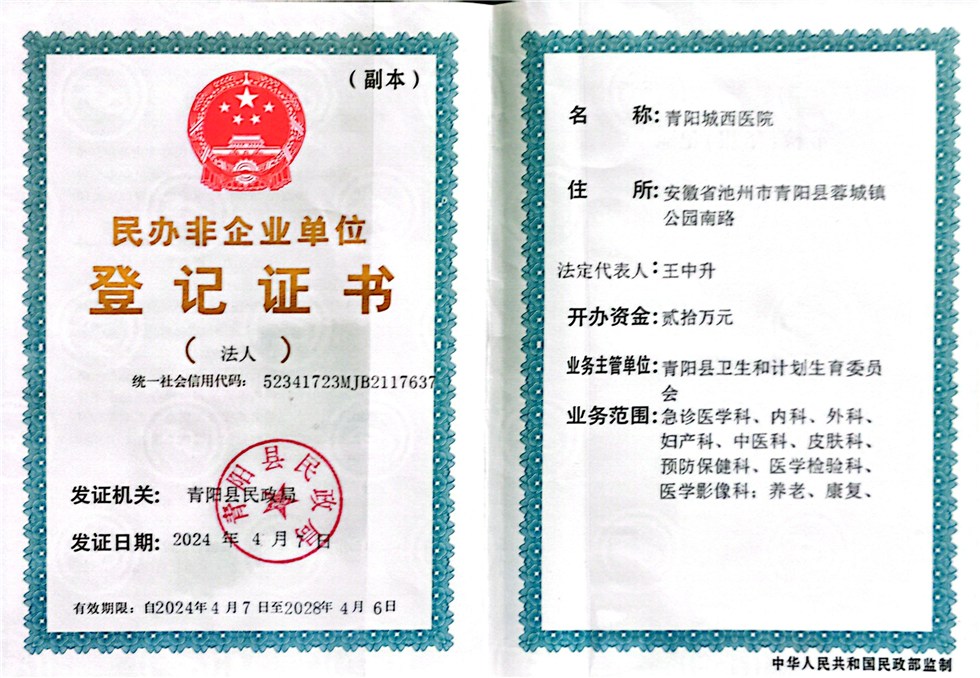 （副本）
民办非企业单位
登记证书
（ 法人 ）
统一社会信用代码： 52341723MJB2117637
发证机关： 青阳县民政局
青阳县民政局
发证日期： 2024 年 4 月 7 日
有效期限：自2024年4月7日至2028年4月6日
名 称：青阳城西医院
住 所：安徽省池州市青阳县蓉城镇
公园南路
法定代表人：王中升
开办资金：贰拾万元
业务主管单位：青阳县卫生和计划生育委员
会
业务范围：急诊医学科、内科、外科、
妇产科、中医科、皮肤科、
预防保健科、医学检验科、
医学影像科；养老、康复、
中华人民共和国民政部监制